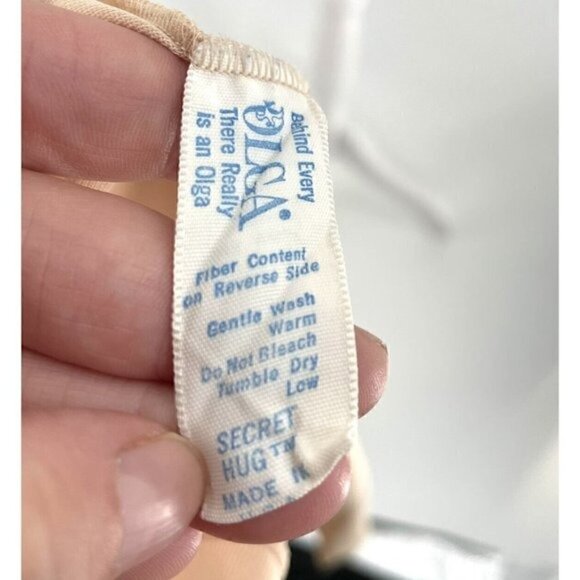 Behind Every
OLGA®
There Really
is an Olga
Fiber Content
on Reverse Side
Gentle Wash
Warm
Do Not Bleach
Tumble Dry
Low
SECRET
HUG™
MADE IN